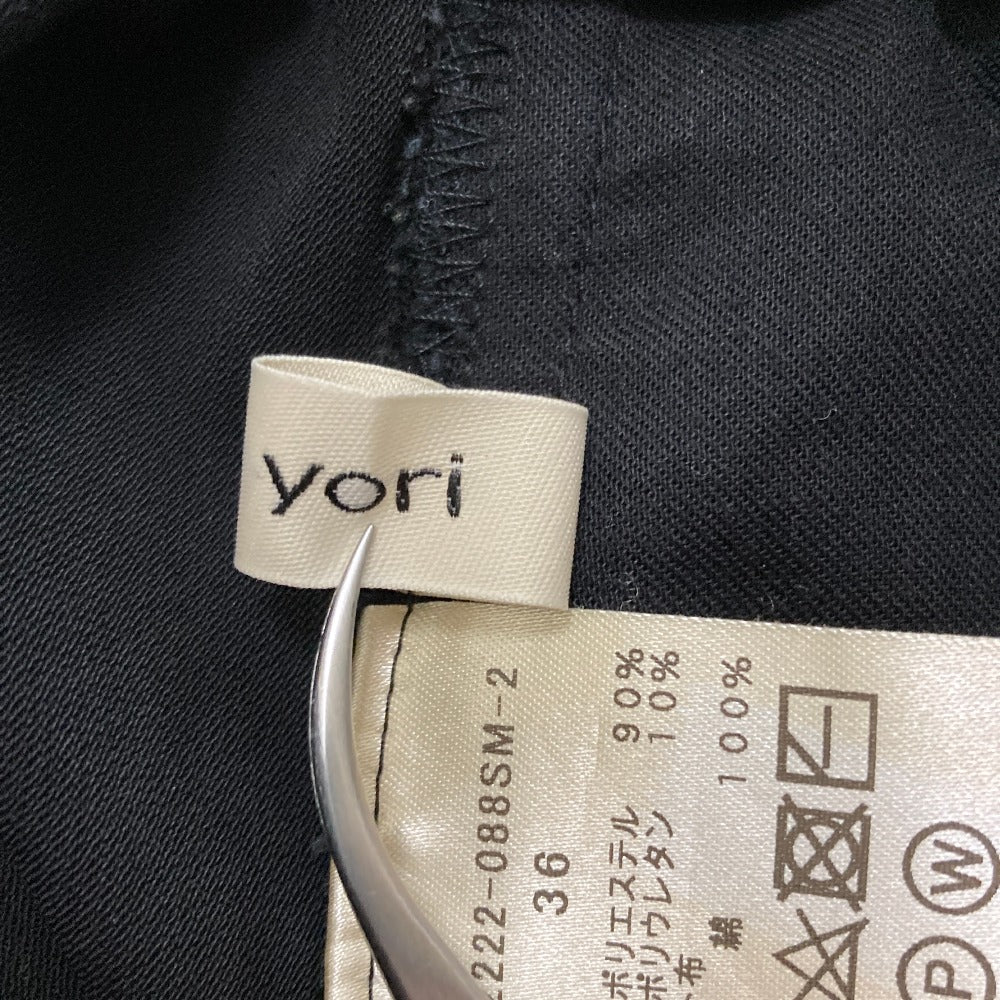 yori
222-088SM-2
36
ポリエステル 90%
ポリウレタン 10%
布
綿 100%
W
P